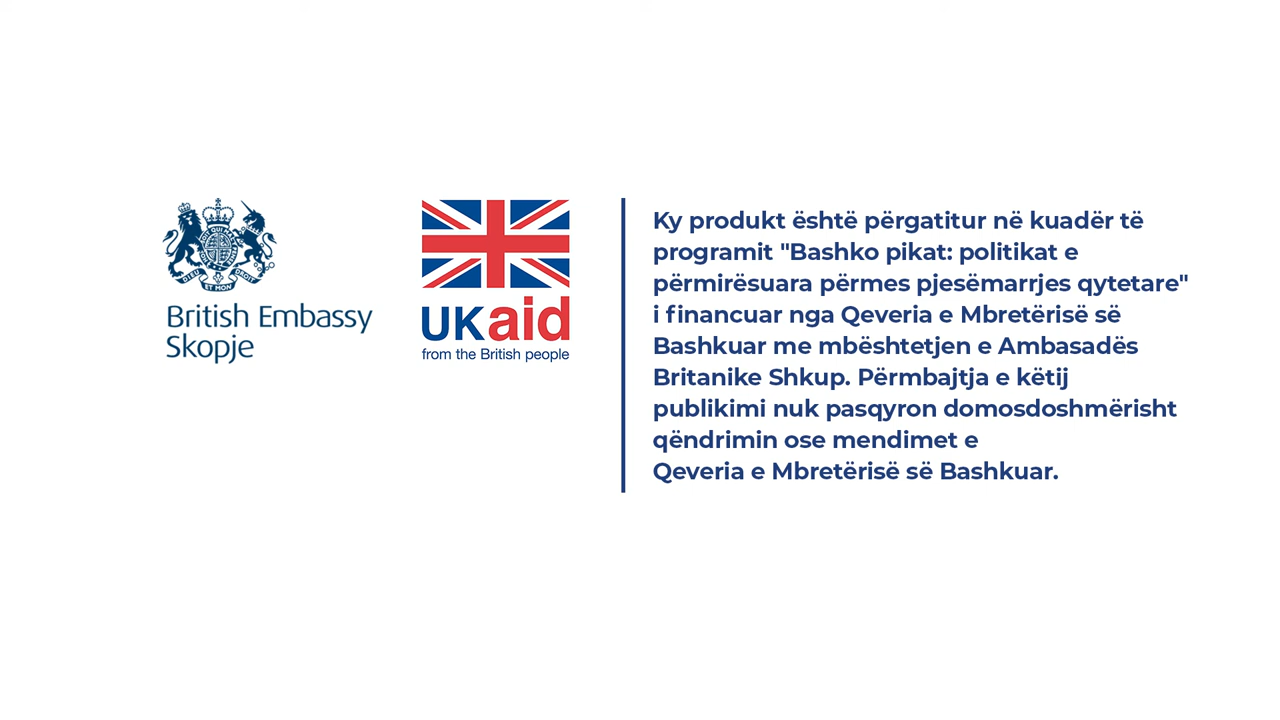 British Embassy
Skopje
UKaid
from the British people
Ky produkt është përgatitur në kuadër të
programit "Bashko pikat: politikat e
përmirësuara përmes pjesëmarrjes qytetare"
i financuar nga Qeveria e Mbretërisë së
Bashkuar me mbështetjen e Ambasadës
Britanike Shkup. Përmbajtja e këtij
publikimi nuk pasqyron domosdoshmërisht
qëndrimin ose mendimet e
Qeveria e Mbretërisë së Bashkuar.